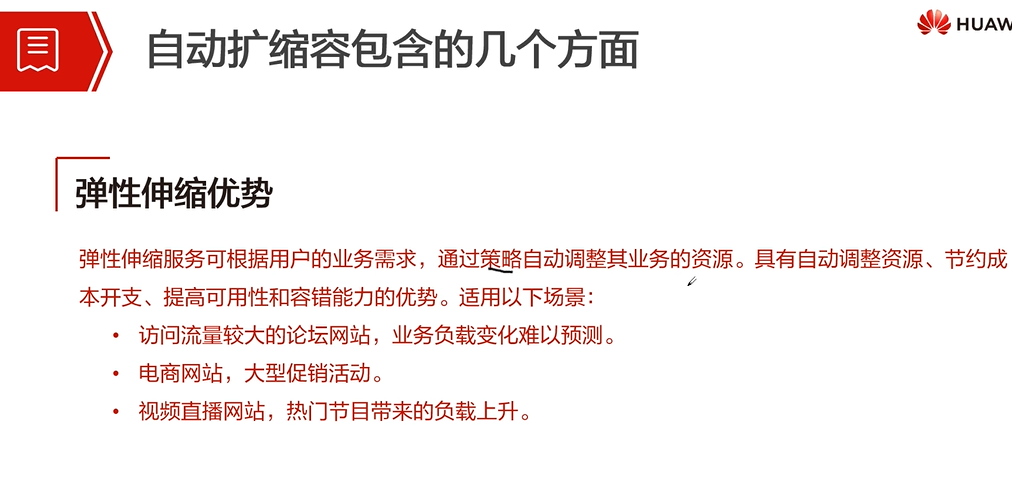 自动扩缩容包含的几个方面
HUAW
弹性伸缩优势
弹性伸缩服务可根据用户的业务需求，通过策略自动调整其业务的资源。具有自动调整资源、节约成
本开支、提高可用性和容错能力的优势。适用以下场景：
• 访问流量较大的论坛网站，业务负载变化难以预测。
• 电商网站，大型促销活动。
• 视频直播网站，热门节目带来的负载上升。